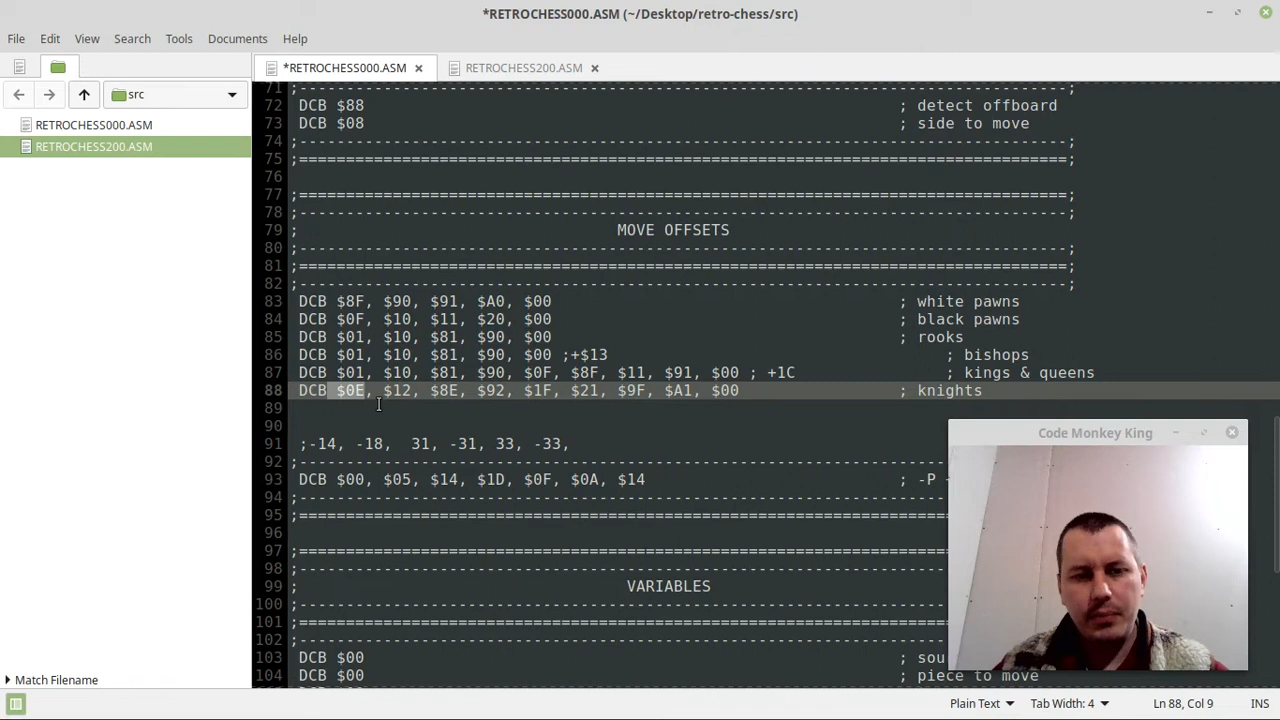 *RETROCHESS000.ASM (~/Desktop/retro-chess/src)
File Edit View Search Tools Documents Help
*RETROCHESS000.ASM × RETROCHESS200.ASM ×
src
RETROCHESS000.ASM
RETROCHESS200.ASM
71 ;----------------------------------------------------------------------------------;
72 DCB $88 ; detect offboard
73 DCB $08 ; side to move
74 ;----------------------------------------------------------------------------------;
75 ;==================================================================================;
76
77 ;==================================================================================;
78 ;----------------------------------------------------------------------------------;
79 ; MOVE OFFSETS
80 ;----------------------------------------------------------------------------------;
81 ;==================================================================================;
82 ;----------------------------------------------------------------------------------;
83 DCB $8F, $90, $91, $A0, $00 ; white pawns
84 DCB $0F, $10, $11, $20, $00 ; black pawns
85 DCB $01, $10, $81, $90, $00 ; rooks
86 DCB $01, $10, $81, $90, $00 ;+$13 ; bishops
87 DCB $01, $10, $81, $90, $0F, $8F, $11, $91, $00 ; +1C ; kings & queens
88 DCB $0E, $12, $8E, $92, $1F, $21, $9F, $A1, $00 ; knights
89
90
91 ;-14, -18, 31, -31, 33, -33,
92 ;----------------------------------------------------------------------
93 DCB $00, $05, $14, $1D, $0F, $0A, $14 ; -P
94 ;----------------------------------------------------------------------
95 ;======================================================================
96
97 ;======================================================================
98 ;----------------------------------------------------------------------
99 ; VARIABLES
100 ;----------------------------------------------------------------------
101 ;======================================================================
102 ;----------------------------------------------------------------------
103 DCB $00 ; sou
104 DCB $00 ; piece to move
Code Monkey King
Match Filename
Plain Text Tab Width: 4 Ln 88, Col 9 INS